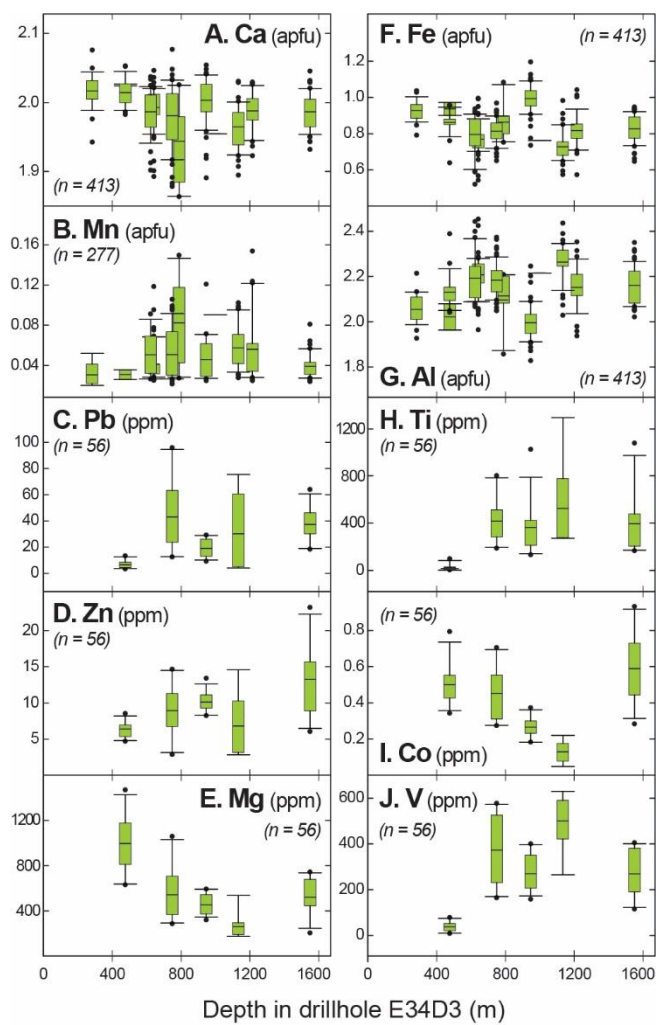 A. Ca (apfu)
2.1
2.0
1.9
(n = 413)
B. Mn (apfu)
(n = 277)
0.16
0.12
0.08
0.04
C. Pb (ppm)
(n = 56)
100
80
60
40
20
0
D. Zn (ppm)
(n = 56)
20
15
10
5
E. Mg (ppm)
(n = 56)
1200
800
400
0 400 800 1200 1600
F. Fe (apfu)
(n = 413)
1.2
1.0
0.8
0.6
2.4
2.2
2.0
1.8
G. Al (apfu)
(n = 413)
H. Ti (ppm)
(n = 56)
1200
800
400
0
(n = 56)
0.8
0.6
0.4
0.2
I. Co (ppm)
J. V (ppm)
(n = 56)
600
400
200
0
0 400 800 1200 1600
Depth in drillhole E34D3 (m)